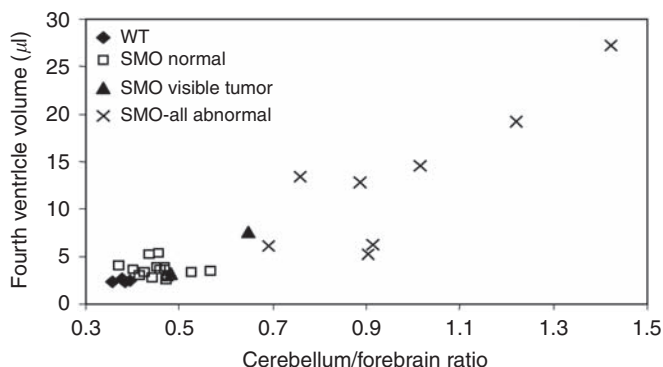 Fourth ventricle volume (μl)
30
25
20
15
10
5
0
WT
SMO normal
SMO visible tumor
SMO-all abnormal
0.3 0.5 0.7 0.9 1.1 1.3 1.5
Cerebellum/forebrain ratio